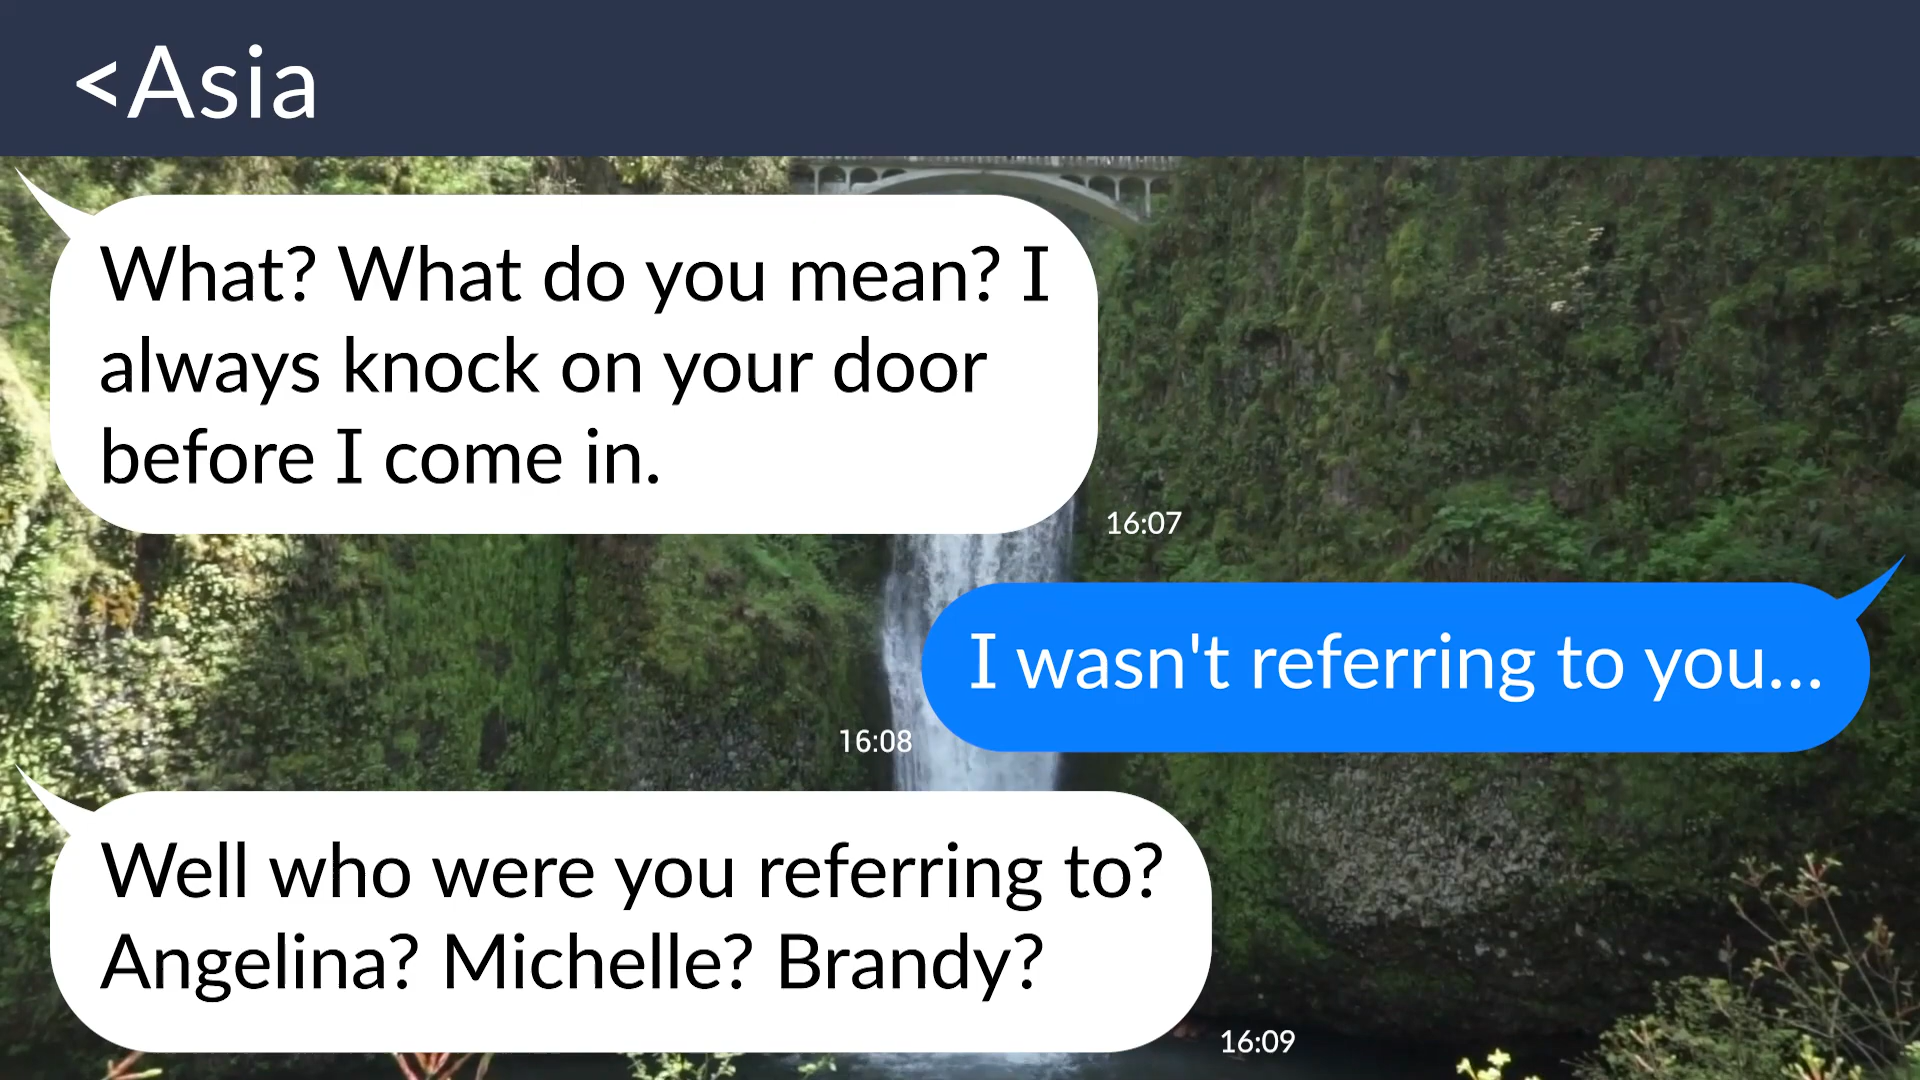 <Asia
What? What do you mean? I
always knock on your door
before I come in.
16:07
I wasn't referring to you...
16:08
Well who were you referring to?
Angelina? Michelle? Brandy?
16:09